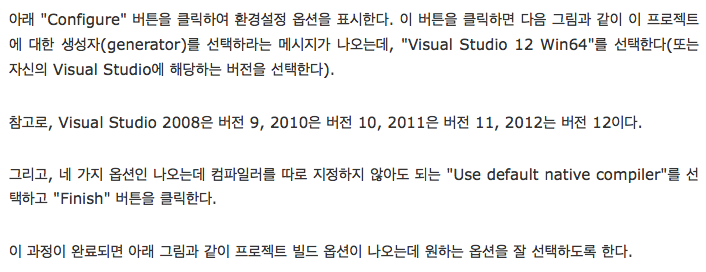 아래 "Configure" 버튼을 클릭하여 환경설정 옵션을 표시한다. 이 버튼을 클릭하면 다음 그림과 같이 이 프로젝트
에 대한 생성자(generator)를 선택하라는 메시지가 나오는데, "Visual Studio 12 Win64"를 선택한다(또는
자신의 Visual Studio에 해당하는 버전을 선택한다).
참고로, Visual Studio 2008은 버전 9, 2010은 버전 10, 2011은 버전 11, 2012는 버전 12이다.
그리고, 네 가지 옵션인 나오는데 컴파일러를 따로 지정하지 않아도 되는 "Use default native compiler"를 선
택하고 "Finish" 버튼을 클릭한다.
이 과정이 완료되면 아래 그림과 같이 프로젝트 빌드 옵션이 나오는데 원하는 옵션을 잘 선택하도록 한다.